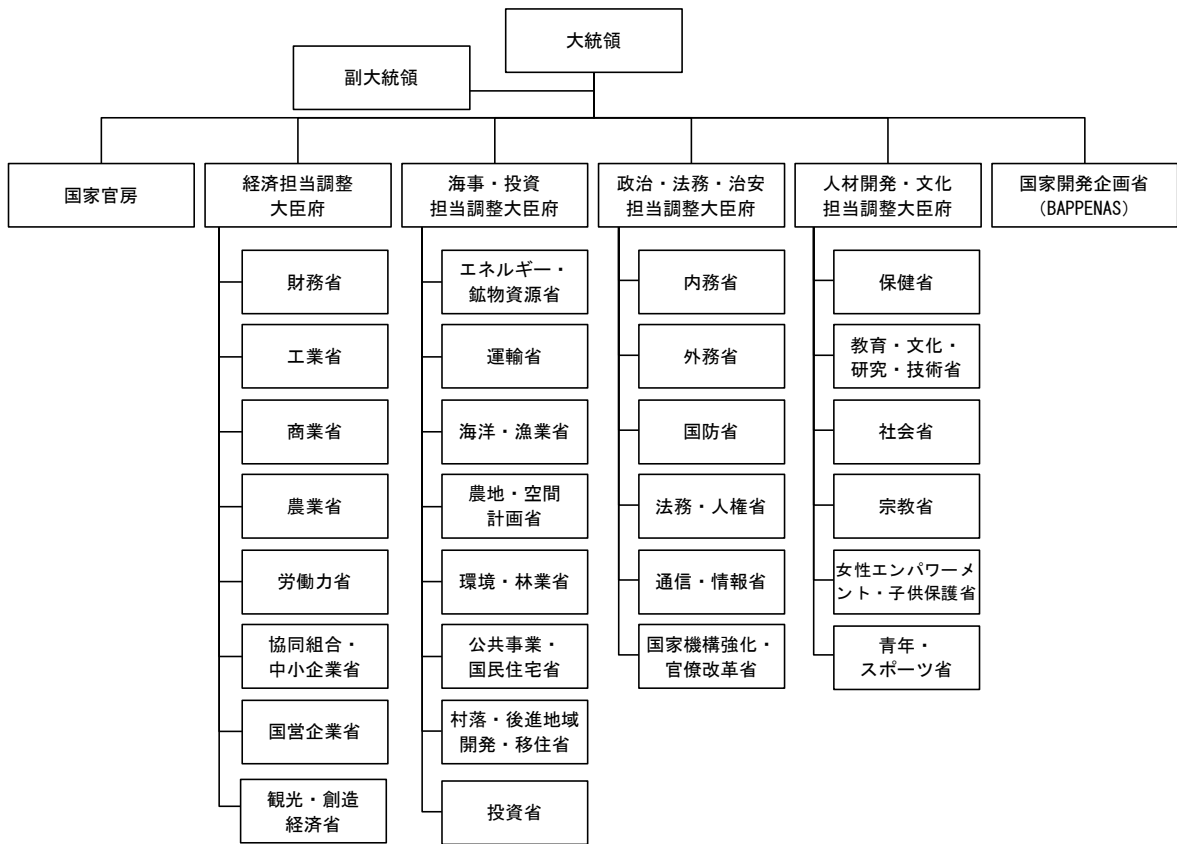 大統領
副大統領
国家官房
経済担当調整
大臣府
海事・投資
担当調整大臣府
政治・法務・治安
担当調整大臣府
人材開発・文化
担当調整大臣府
国家開発企画省
(BAPPENAS)
財務省
工業省
商業省
農業省
労働力省
協同組合・
中小企業省
国営企業省
観光・創造
経済省
エネルギー・
鉱物資源省
運輸省
海洋・漁業省
農地・空間
計画省
環境・林業省
公共事業・
国民住宅省
村落・後進地域
開発・移住省
投資省
内務省
外務省
国防省
法務・人権省
通信・情報省
国家機構強化・
官僚改革省
保健省
教育・文化・
研究・技術省
社会省
宗教省
女性エンパワーメ
ント・子供保護省
青年・
スポーツ省